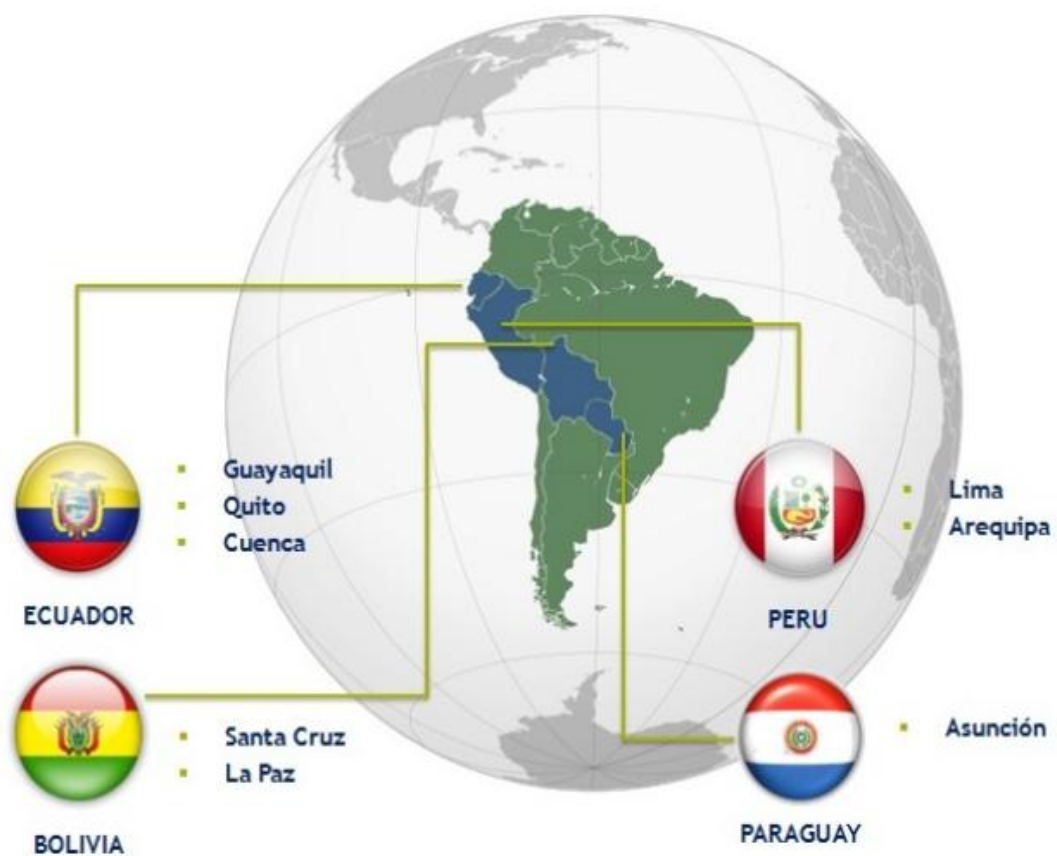 Guayaquil
Quito
Cuenca
ECUADOR
Lima
Arequipa
PERU
Santa Cruz
La Paz
BOLIVIA
Asunción
PARAGUAY